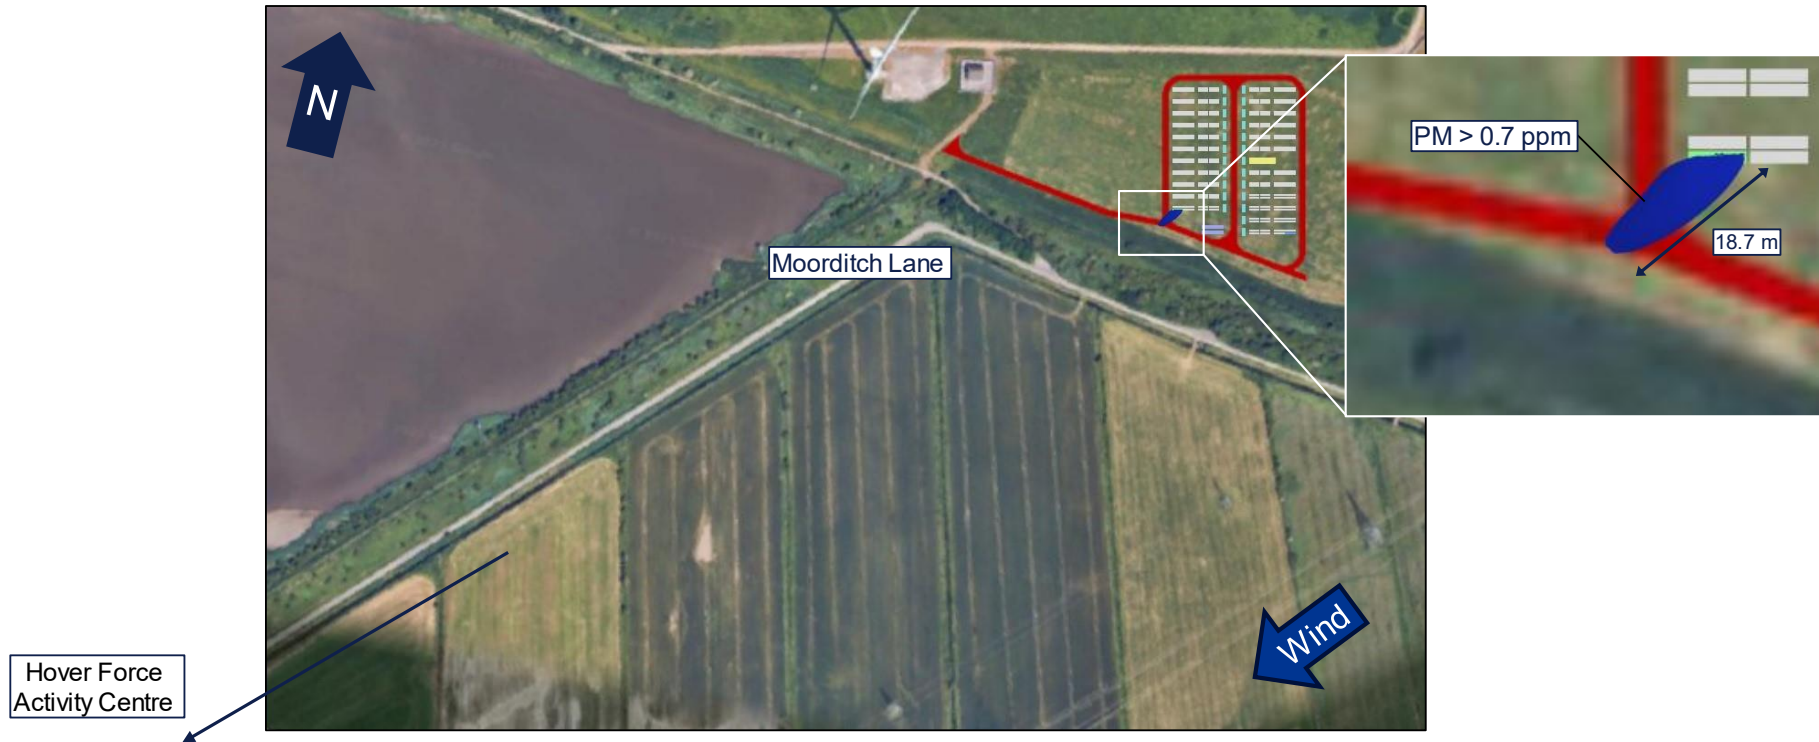 N
PM > 0.7 ppm
18.7 m
Moorditch Lane
Wind
Hover Force
Activity Centre